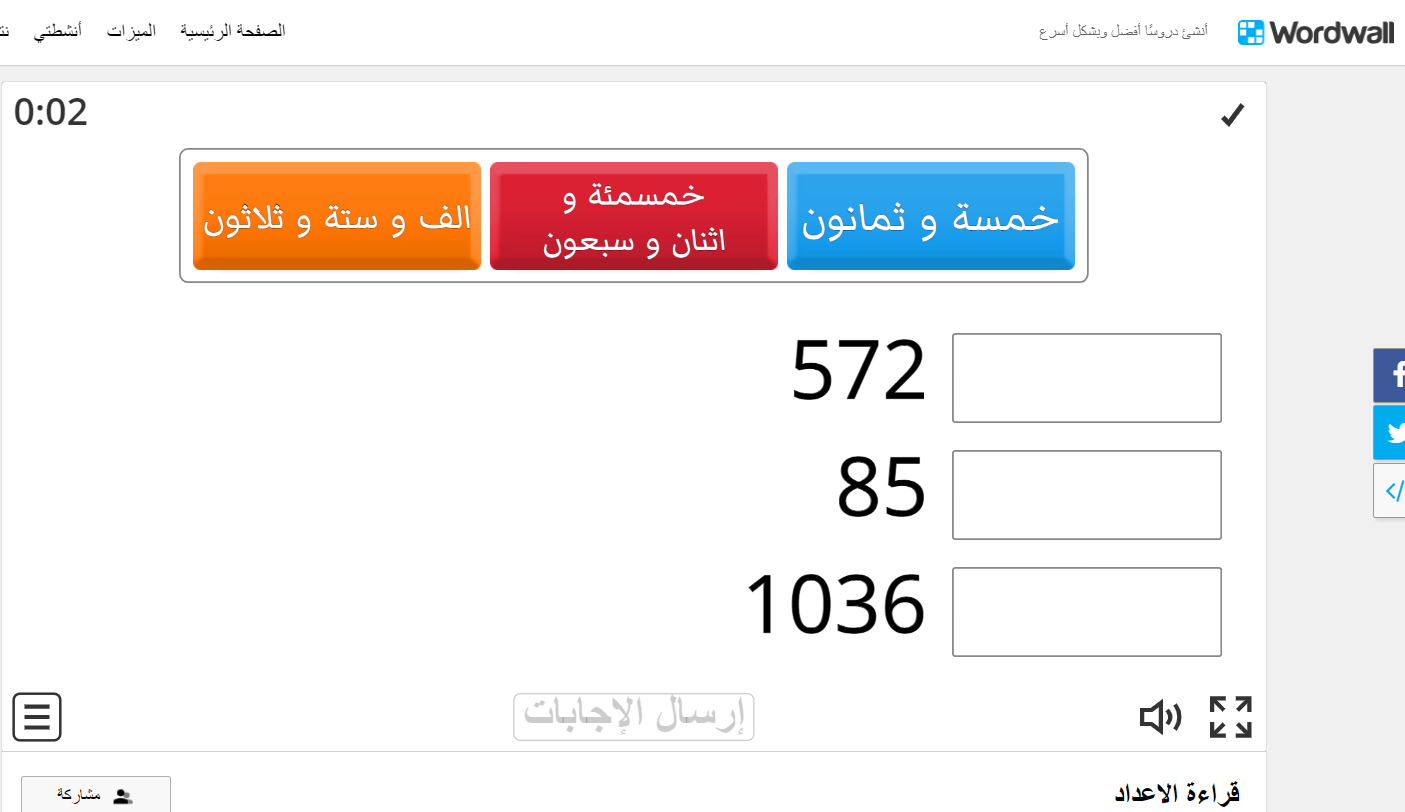 Wordwall
أنشئ دروسًا أفضل وبشكل أسرع
الصفحة الرئيسية
الميزات
أنشطتي
0:02
خمسة و ثمانون
خمسمئة و
اثنان و سبعون
الف و ستة و ثلاثون
572
85
1036
إرسال الإجابات
قراءة الاعداد
مشاركة